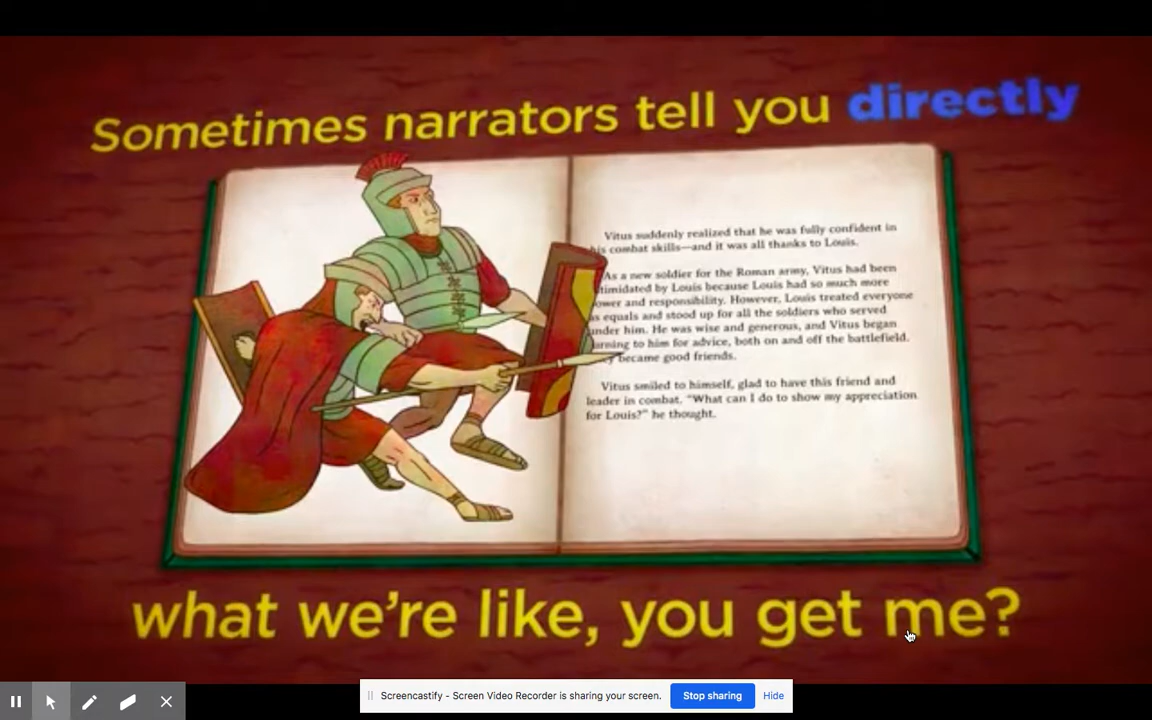 Sometimes narrators tell you directly
Vitus suddenly realized that he was fully confident in
his combat skills—and it was all thanks to Louis.
As a new soldier for the Roman army, Vitus had been
timidated by Louis because Louis had so much more
ower and responsibility. However, Louis treated everyone
as equals and stood up for all the soldiers who served
under him. He was wise and generous, and Vitus began
urning to him for advice, both on and off the battlefield.
y became good friends.
Vitus smiled to himself, glad to have this friend and
leader in combat. “What can I do to show my appreciation
for Louis?” he thought.
what we’re like, you get me?
Screencastify - Screen Video Recorder is sharing your screen.
Stop sharing
Hide